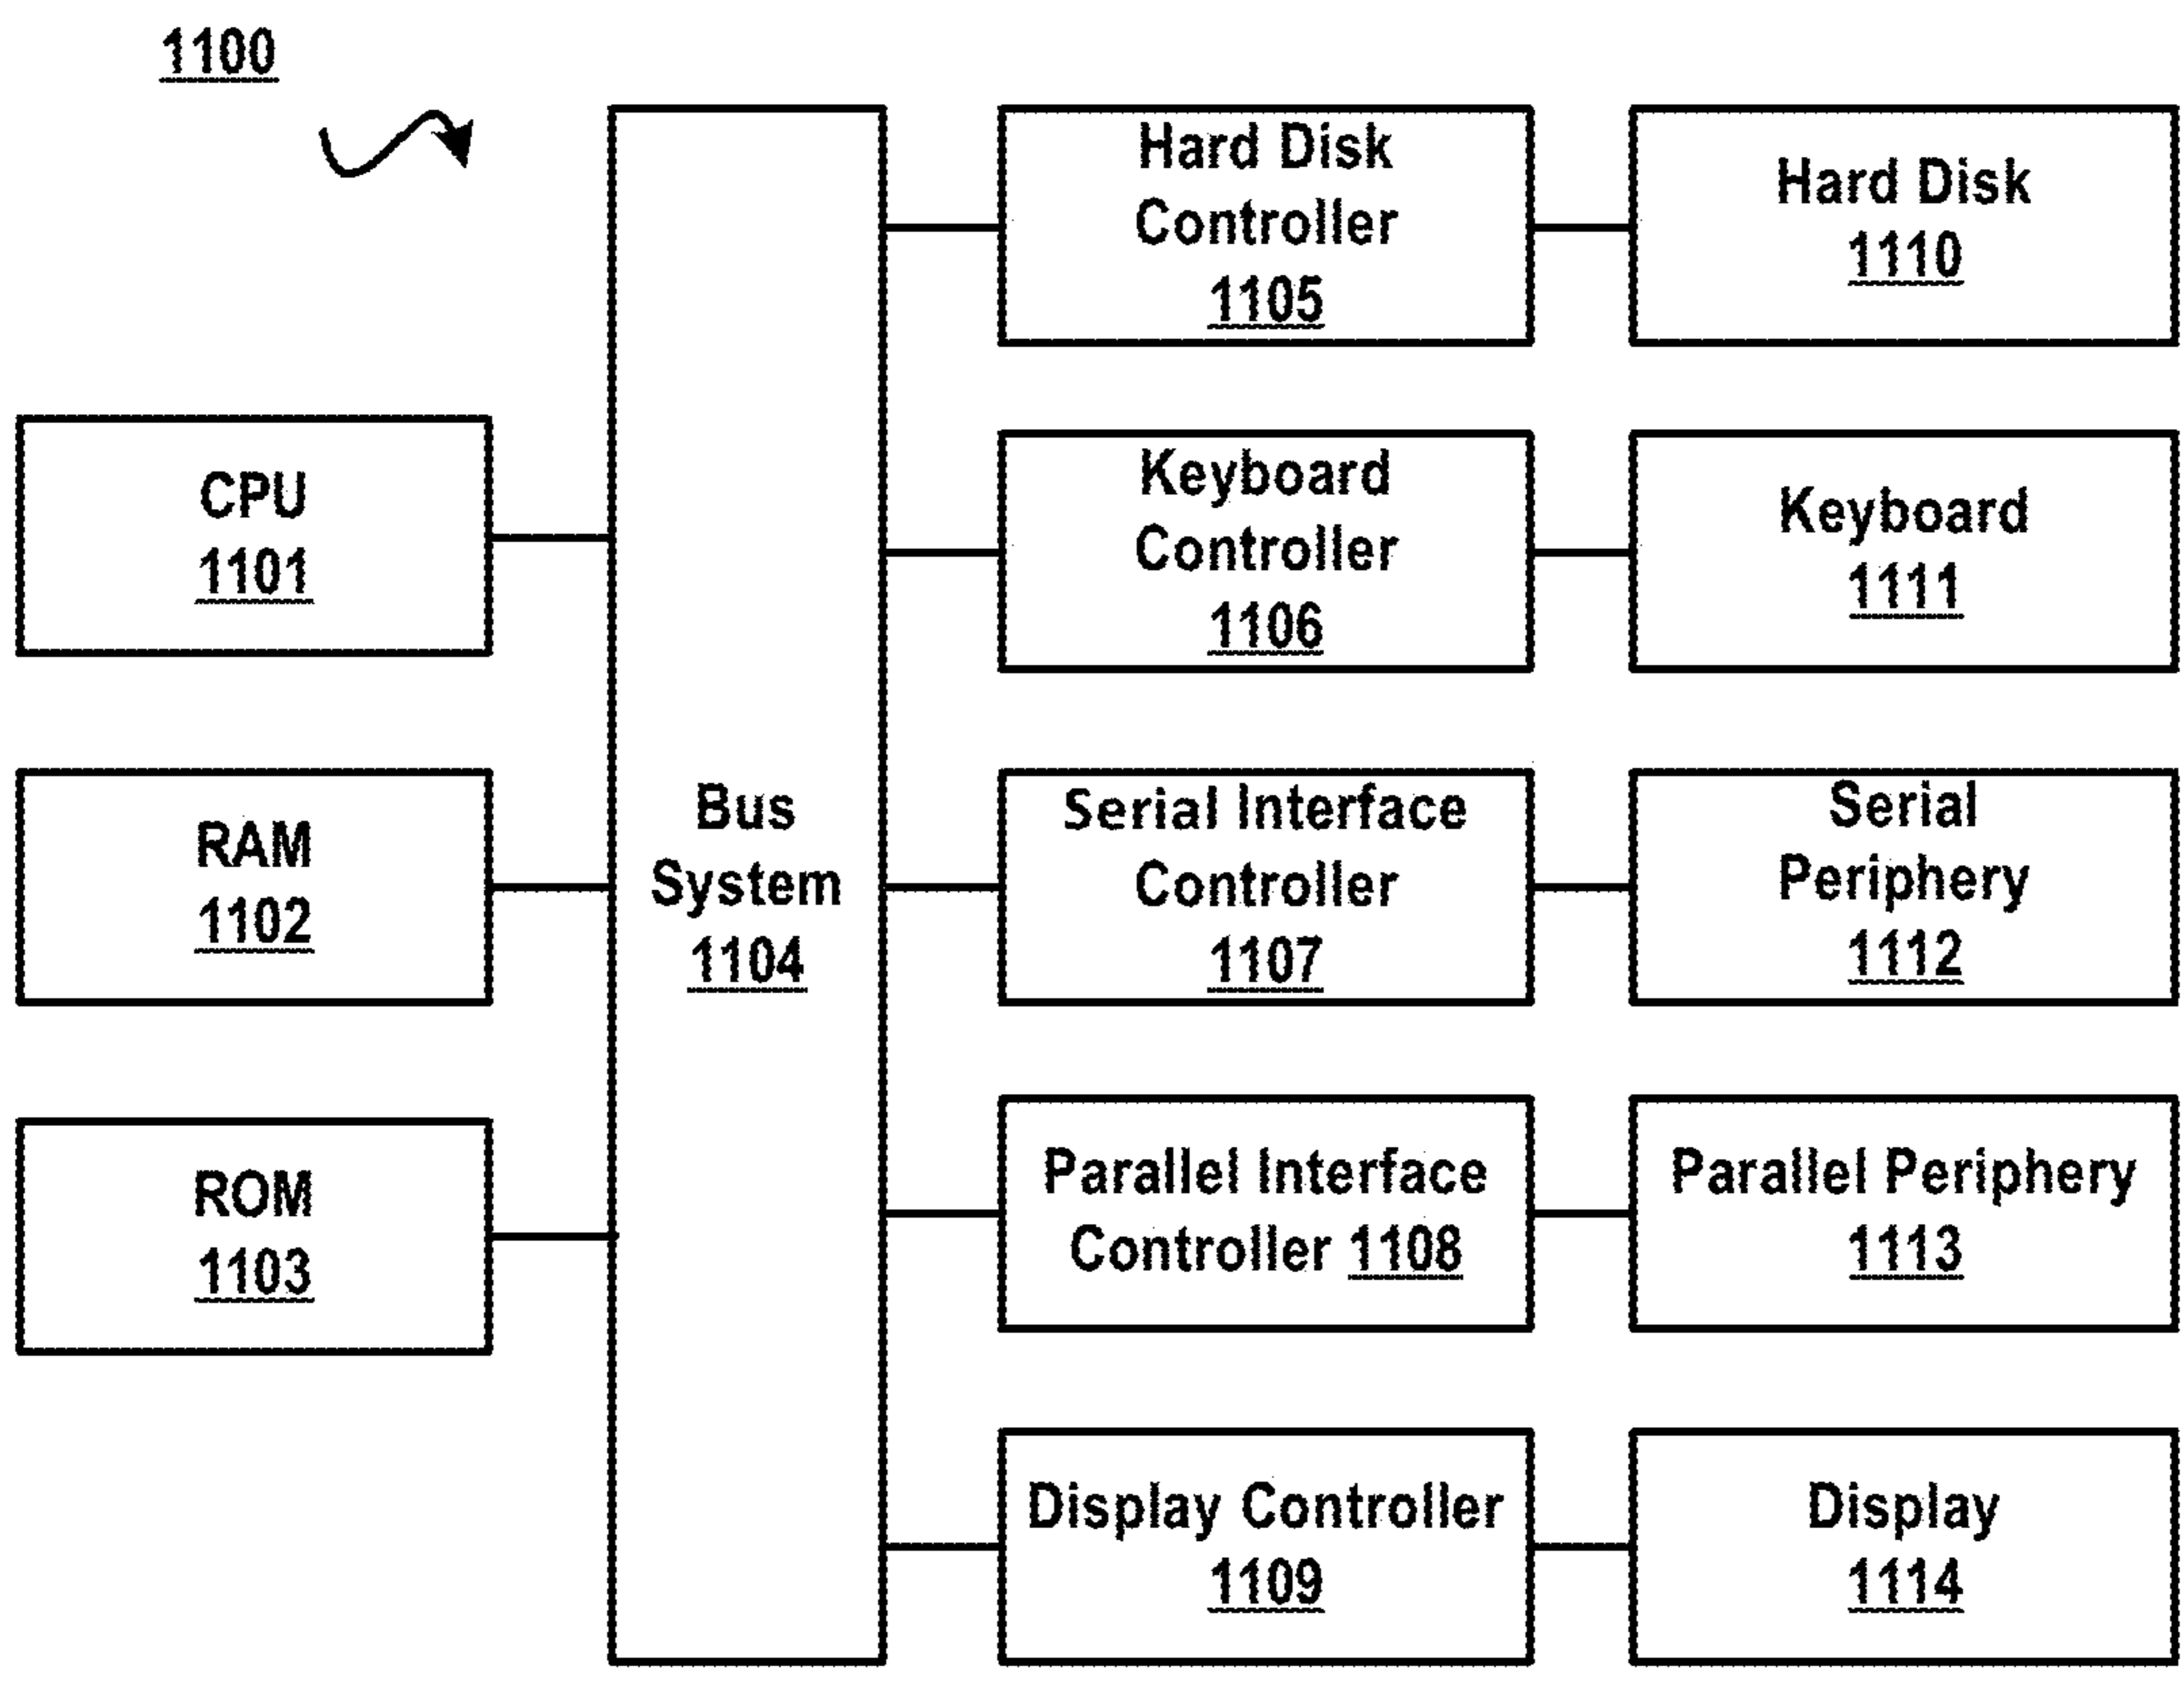 1100
Hard Disk
Controller
1105
Hard Disk
1110
CPU
1101
Keyboard
Controller
1106
Keyboard
1111
RAM
1102
Bus
System
1104
Serial Interface
Controller
1107
Serial
Periphery
1112
ROM
1103
Parallel Interface
Controller 1108
Parallel Periphery
1113
Display Controller
1109
Display
1114